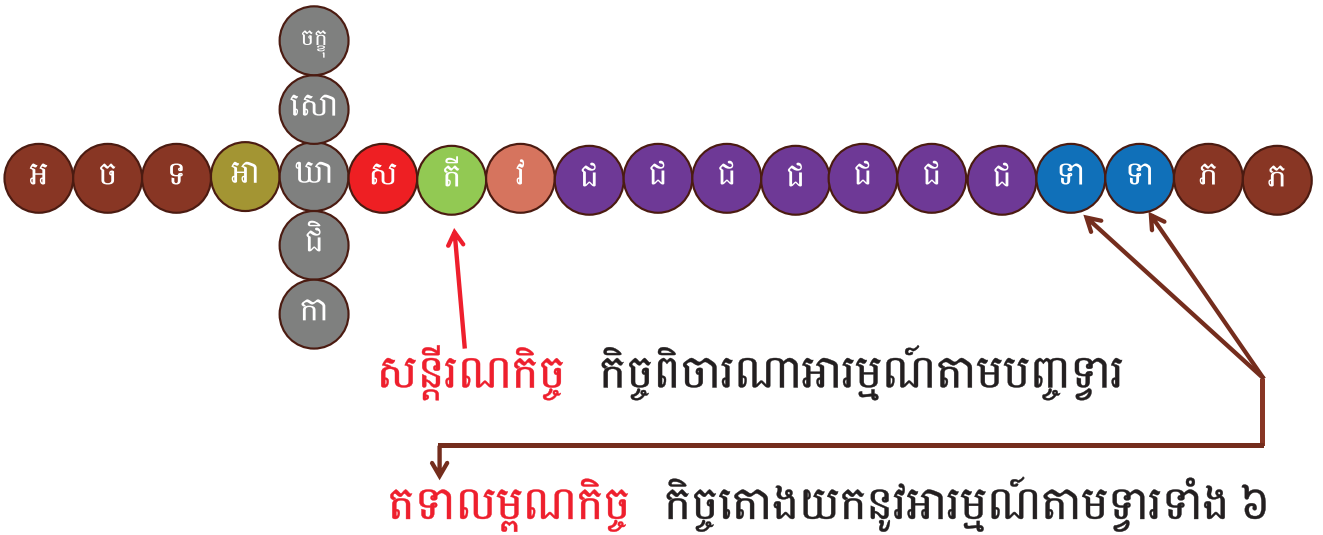 ចក្ខុ
សោ
អ ច ទ អា ឃា ស តី វ ជ ជ ជ ជ ជ ជ ជ ទា ទា ភ ភ
ជិ
កា
សន្តីរណកិច្ច កិច្ចពិចារណាអារម្មណ៍តាមបញ្ចទ្វារ
តទាលម្ពណកិច្ច កិច្ចតោងយកនូវអារម្មណ៍តាមទ្វារទាំង ៦